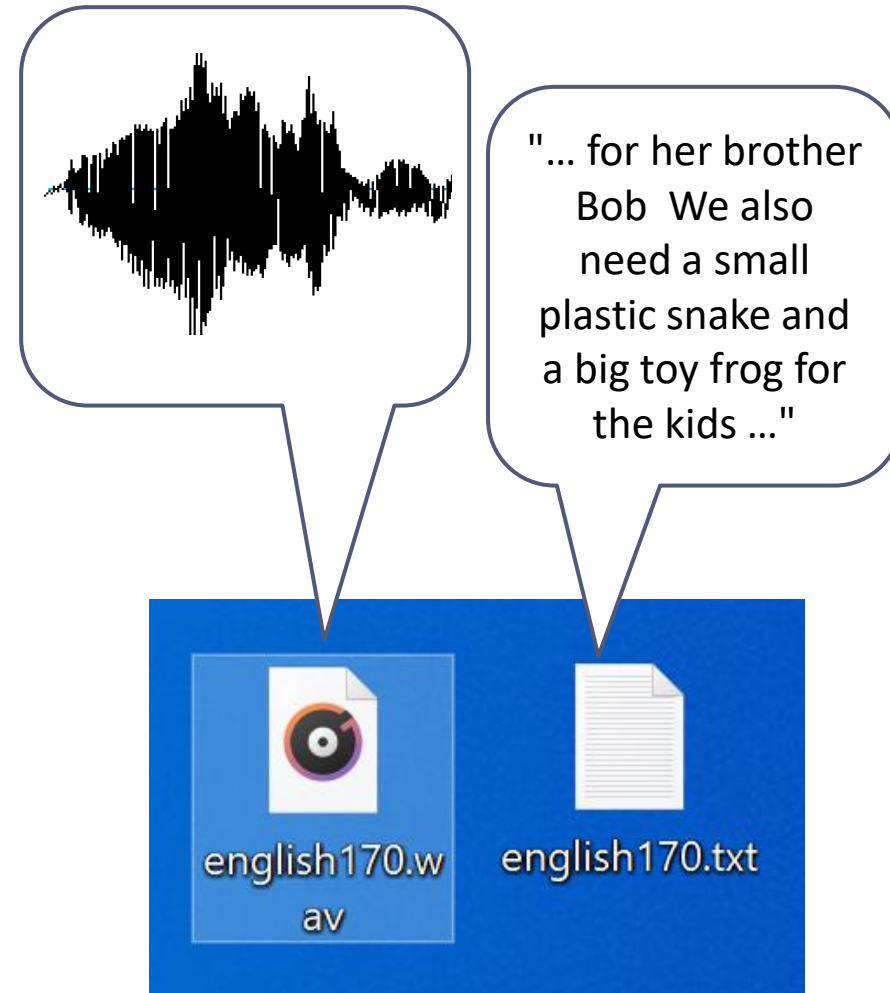 "… for her brother
Bob  We also
need a small
plastic snake and
a big toy frog for
the kids …"
english170.w
av
english170.txt